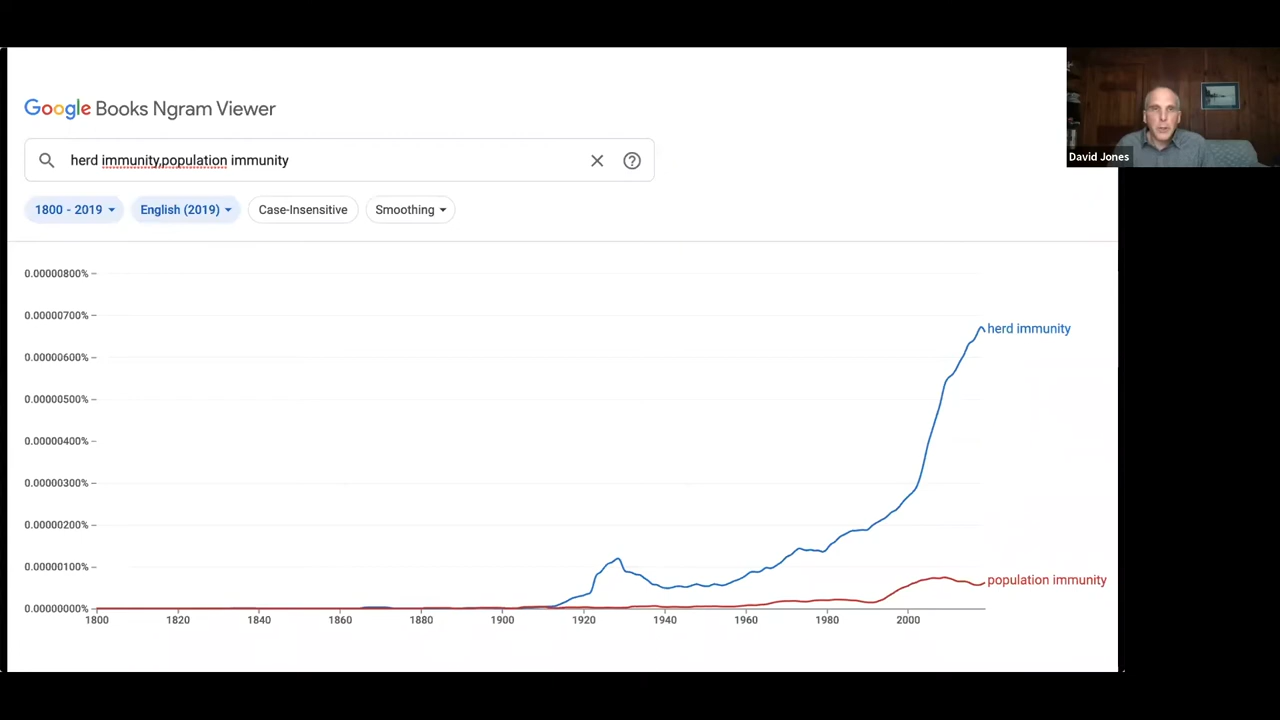 Google Books Ngram Viewer
herd immunity,population immunity
David Jones
1800 - 2019
English (2019)
Case-Insensitive
Smoothing
0.00000800%
0.00000700%
herd immunity
0.00000600%
0.00000500%
0.00000400%
0.00000300%
0.00000200%
0.00000100%
population immunity
0.00000000%
1800 1820 1840 1860 1880 1900 1920 1940 1960 1980 2000